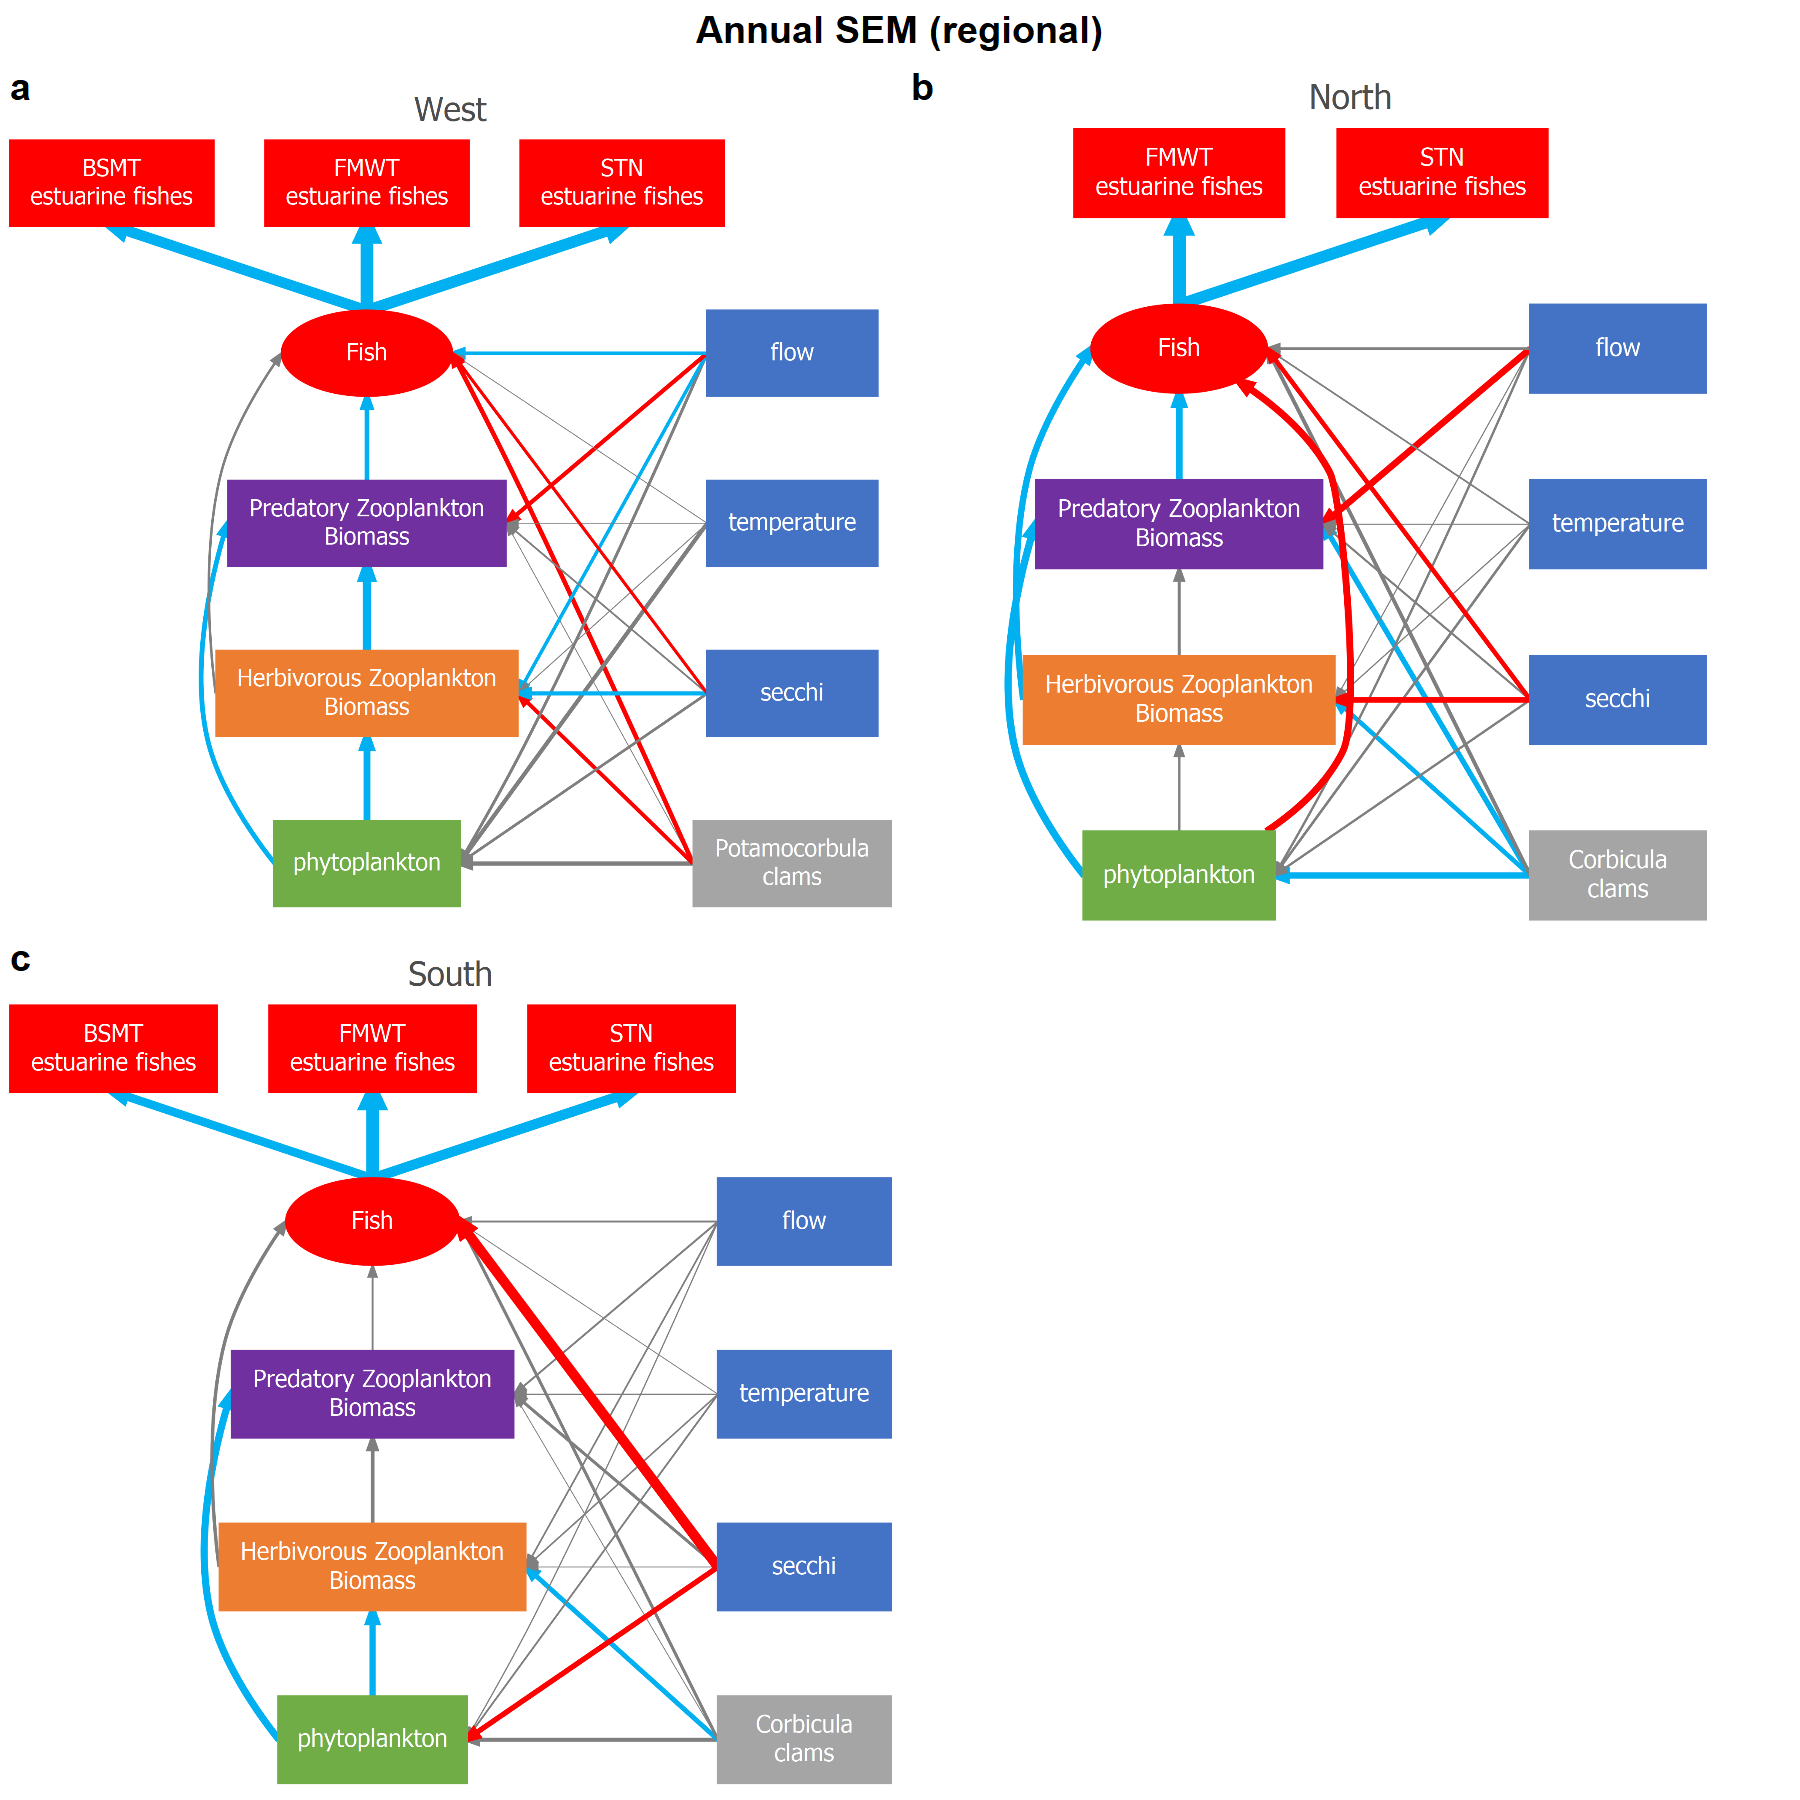 Annual SEM (regional)
a
West
BSMT
estuarine fishes
FMWT
estuarine fishes
STN
estuarine fishes
Fish
flow
Predatory Zooplankton
Biomass
temperature
Herbivorous Zooplankton
Biomass
secchi
phytoplankton
Potamocorbula
clams
b
North
FMWT
estuarine fishes
STN
estuarine fishes
Fish
flow
Predatory Zooplankton
Biomass
temperature
Herbivorous Zooplankton
Biomass
secchi
phytoplankton
Corbicula
clams
c
South
BSMT
estuarine fishes
FMWT
estuarine fishes
STN
estuarine fishes
Fish
flow
Predatory Zooplankton
Biomass
temperature
Herbivorous Zooplankton
Biomass
secchi
phytoplankton
Corbicula
clams